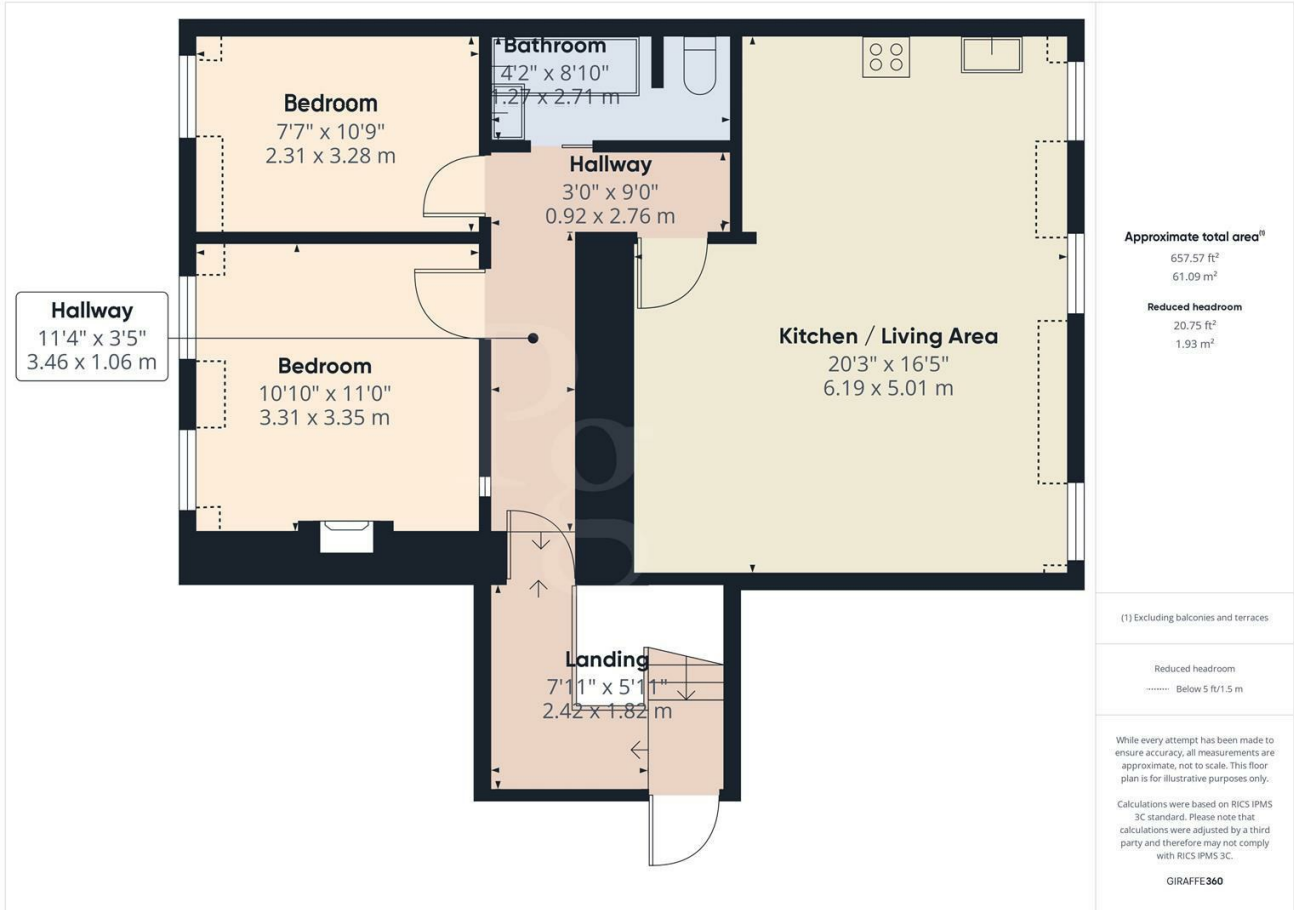 Bedroom
7'7" x 10'9"
2.31 x 3.28 m
Bathroom
4'2" x 8'10"
1.27 x 2.71 m
Hallway
3'0" x 9'0"
0.92 x 2.76 m
Hallway
11'4" x 3'5"
3.46 x 1.06 m
Bedroom
10'10" x 11'0"
3.31 x 3.35 m
Kitchen / Living Area
20'3" x 16'5"
6.19 x 5.01 m
Landing
7'11" x 5'11"
2.42 x 1.82 m
Pgg
Approximate total area(1)
657.57 ft²
61.09 m²
Reduced headroom
20.75 ft²
1.93 m²
(1) Excluding balconies and terraces
Reduced headroom
Below 5 ft/1.5 m
While every attempt has been made to
ensure accuracy, all measurements are
approximate, not to scale. This floor
plan is for illustrative purposes only.
Calculations were based on RICS IPMS
3C standard. Please note that
calculations were adjusted by a third
party and therefore may not comply
with RICS IPMS 3C.
GIRAFFE360